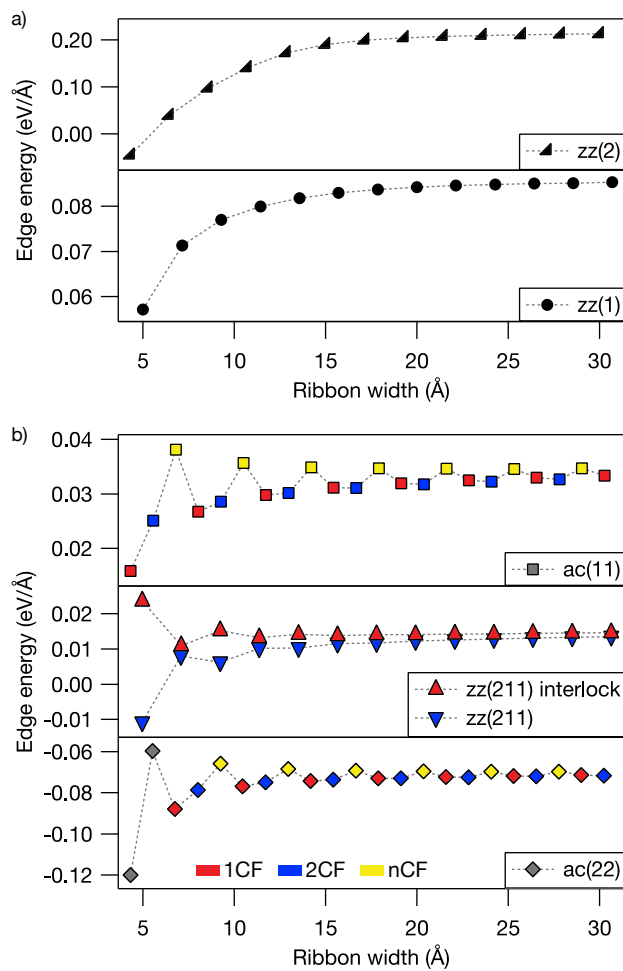 a)
Edge energy (eV/Å)
0.20
0.10
0.00
zz(2)
0.08
0.06
zz(1)
5 10 15 20 25 30
Ribbon width (Å)
b)
Edge energy (eV/Å)
0.04
0.03
0.02
ac(11)
0.02
0.01
0.00
-0.01
zz(211) interlock
zz(211)
-0.06
-0.08
-0.10
-0.12
1CF 2CF nCF
ac(22)
5 10 15 20 25 30
Ribbon width (Å)